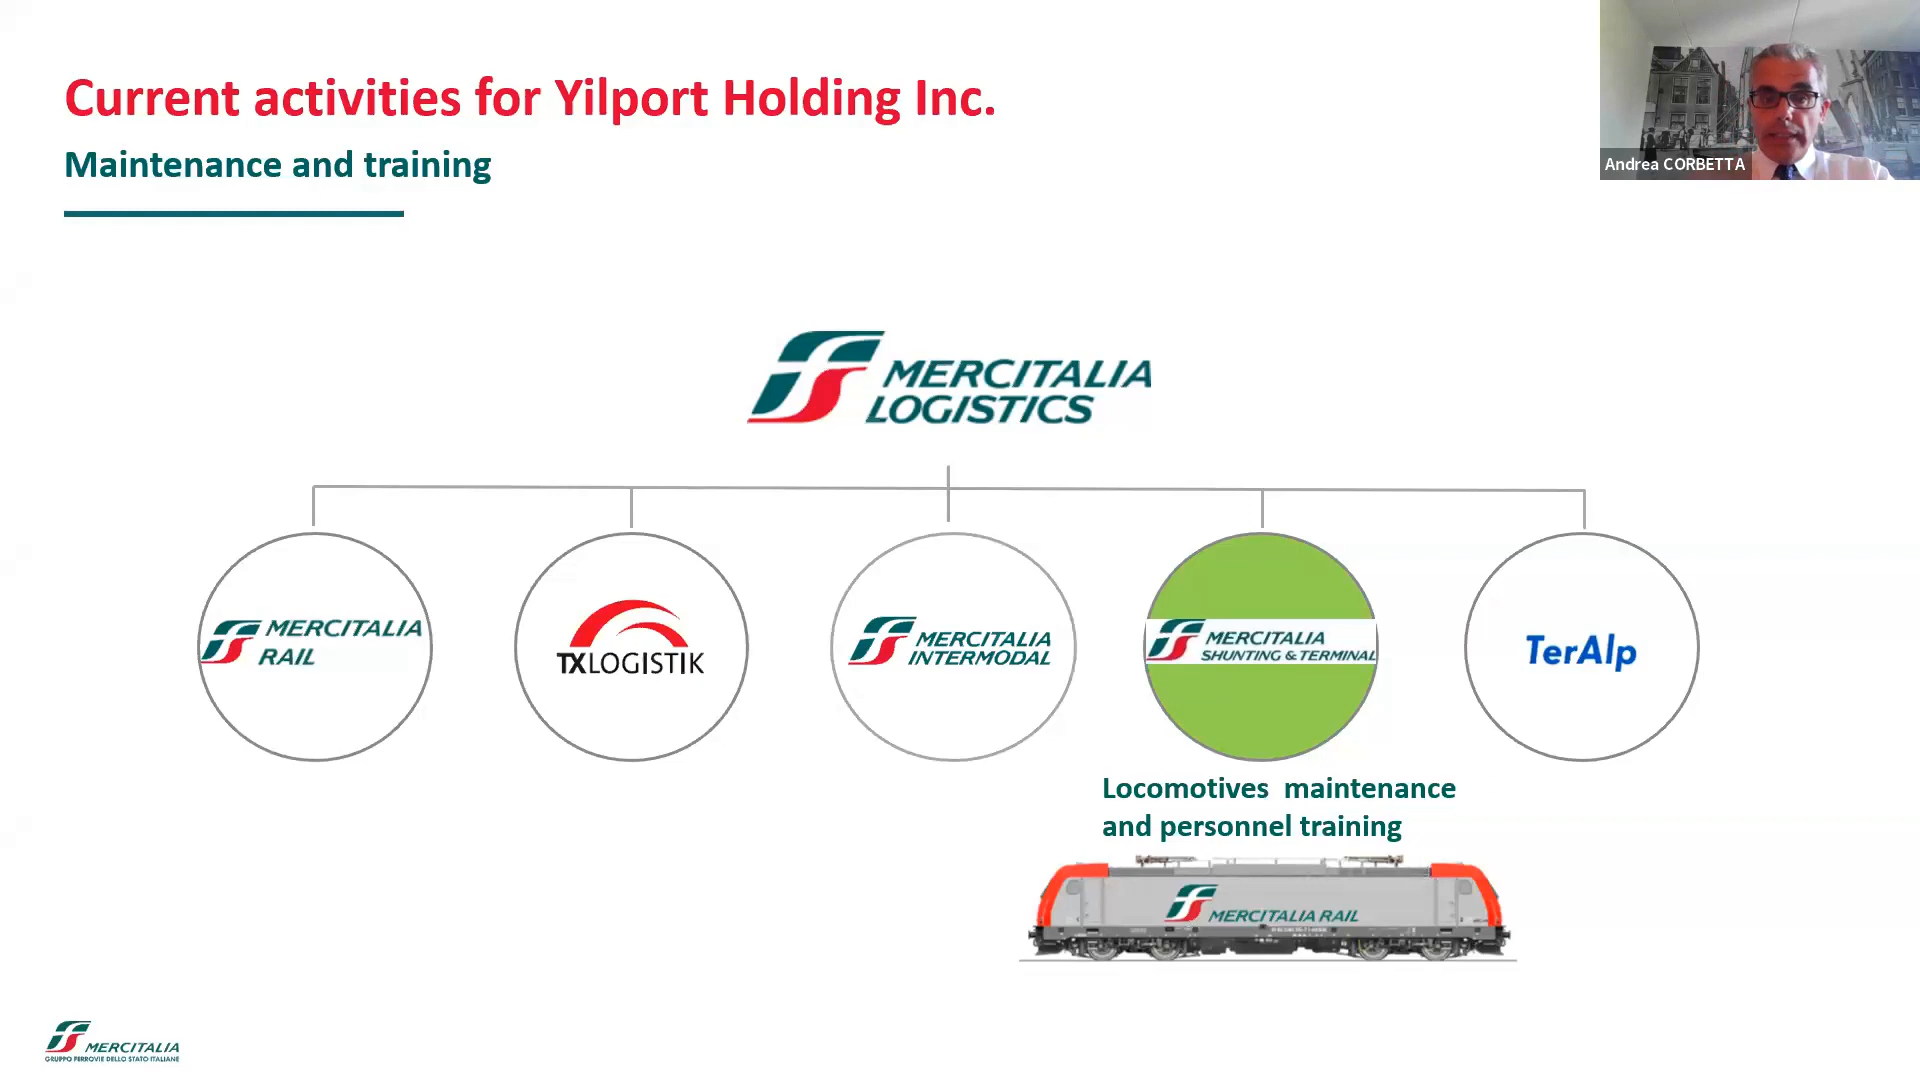 Current activities for Yilport Holding Inc.
Maintenance and training
Andrea CORBETTA
MERCITALIA
LOGISTICS
MERCITALIA
RAIL
TXLOGISTIK
MERCITALIA
INTERMODAL
MERCITALIA
SHUNTING & TERMINAL
TerAlp
Locomotives maintenance
and personnel training
MERCITALIA RAIL
MERCITALIA
GRUPPO FERROVIE DELLO STATO ITALIANE